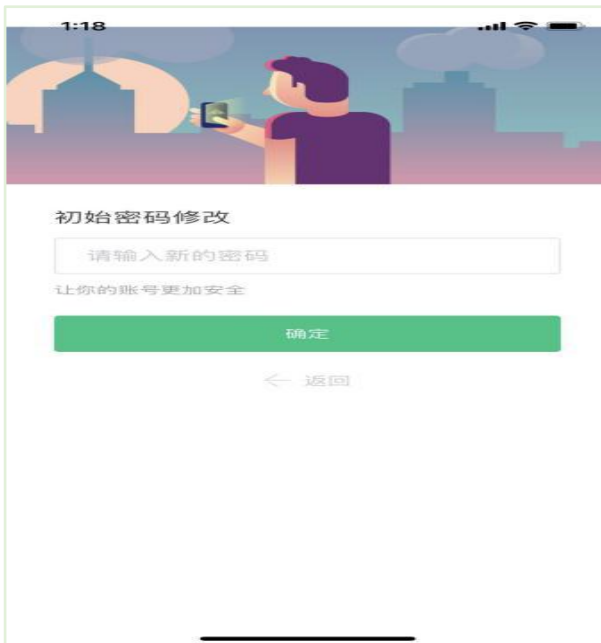 1:18
初始密码修改
请输入新的密码
让你的账号更加安全
确定
← 返回